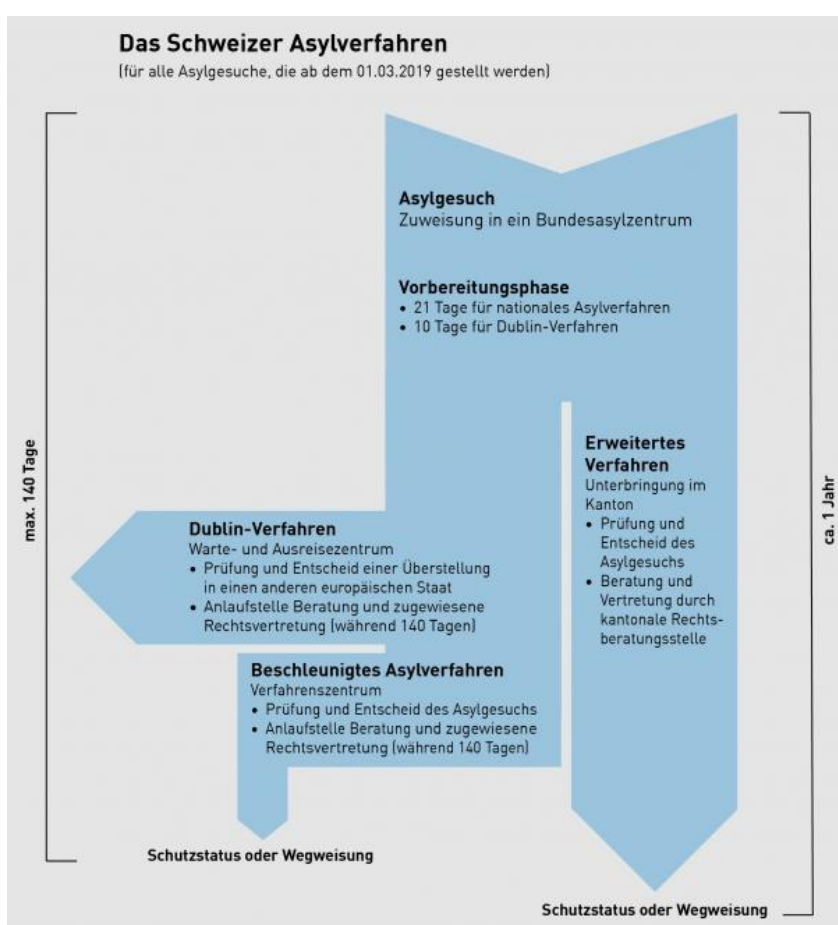 Das Schweizer Asylverfahren
(für alle Asylgesuche, die ab dem 01.03.2019 gestellt werden)
Asylgesuch
Zuweisung in ein Bundesasylzentrum
Vorbereitungsphase
• 21 Tage für nationales Asylverfahren
• 10 Tage für Dublin-Verfahren
max. 140 Tage
Dublin-Verfahren
Warte- und Ausreisezentrum
• Prüfung und Entscheid einer Überstellung
in einen anderen europäischen Staat
• Anlaufstelle Beratung und zugewiesene
Rechtsvertretung (während 140 Tagen)
Beschleunigtes Asylverfahren
Verfahrenszentrum
• Prüfung und Entscheid des Asylgesuchs
• Anlaufstelle Beratung und zugewiesene
Rechtsvertretung (während 140 Tagen)
Schutzstatus oder Wegweisung
Erweitertes
Verfahren
Unterbringung im
Kanton
• Prüfung und
Entscheid des
Asylgesuchs
• Beratung und
Vertretung durch
kantonale Rechts-
beratungsstelle
ca. 1 Jahr
Schutzstatus oder Wegweisung